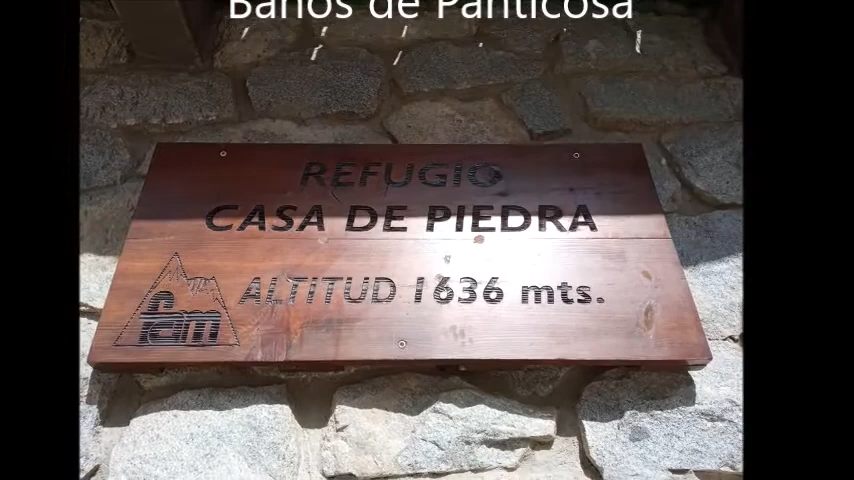 Baños de Panticosa
REFUGIO
CASA DE PIEDRA
ALTITUD 1636 mts.
fam